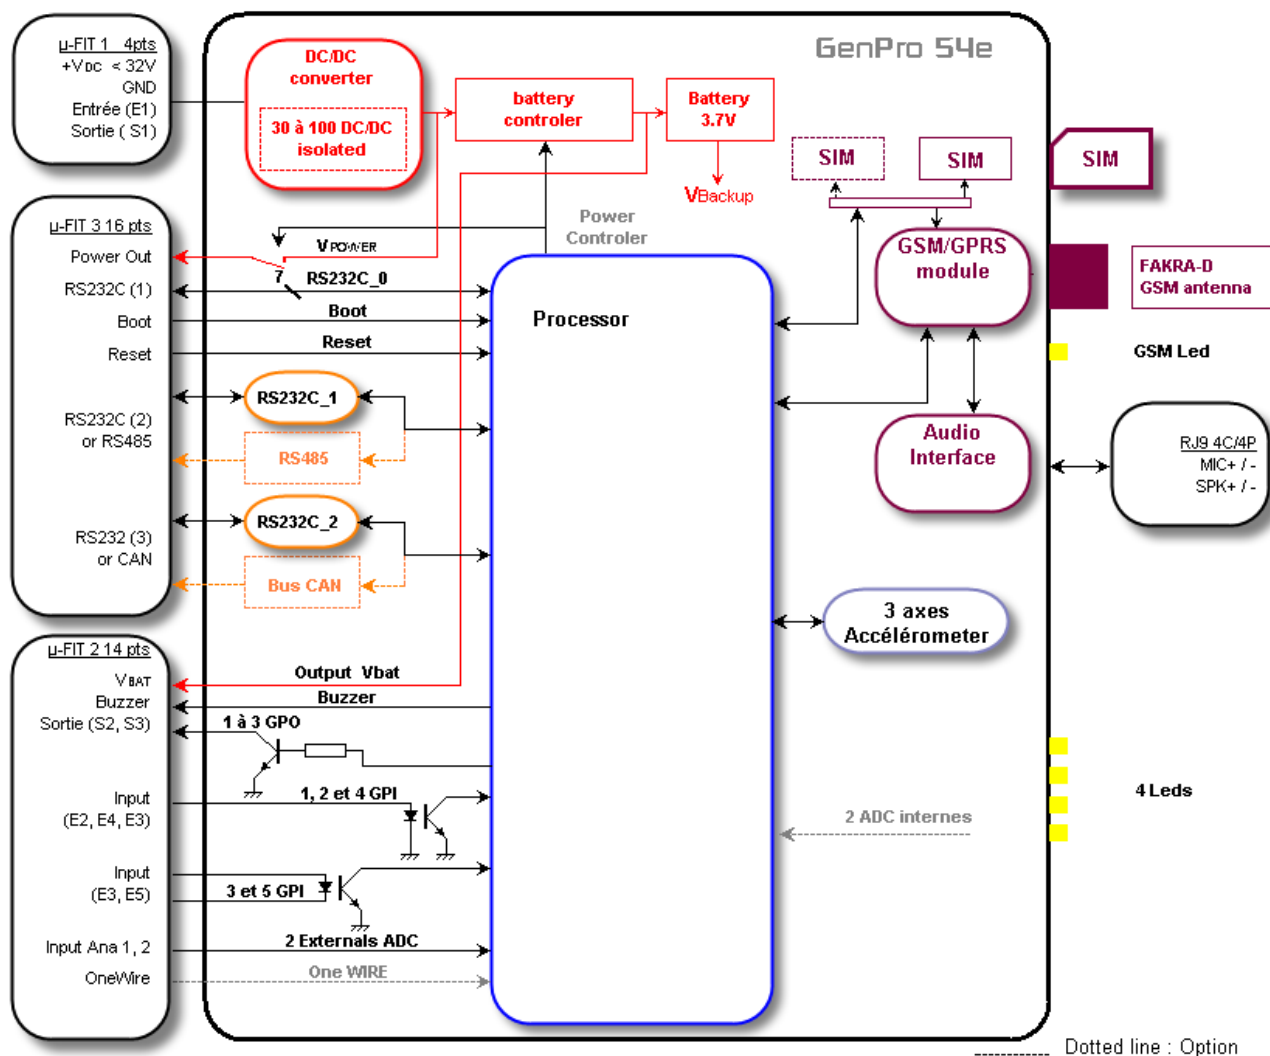 GenPro 54e
µ-FIT 1 4pts
+VDC < 32V
GND
Entrée (E1)
Sortie ( S1)
DC/DC
converter
30 à 100 DC/DC
isolated
battery
controler
Battery
3.7V
VBackup
SIM
SIM
SIM
Power
Controler
µ-FIT 3 16 pts
Power Out
RS232C (1)
Boot
Reset
RS232C (2)
or RS485
RS232 (3)
or CAN
VPOWER
7
RS232C_0
Boot
Reset
RS232C_1
RS485
RS232C_2
Bus CAN
Processor
GSM/GPRS
module
FAKRA-D
GSM antenna
GSM Led
Audio
Interface
RJ9 4C/4P
MIC+ / -
SPK+ / -
3 axes
Accélérometer
µ-FIT 2 14 pts
VBAT
Buzzer
Sortie (S2, S3)
Input
(E2, E4, E3)
Input
(E3, E5)
Input Ana 1, 2
OneWire
Output Vbat
Buzzer
1 à 3 GPO
1, 2 et 4 GPI
3 et 5 GPI
2 Externals ADC
One WIRE
2 ADC internes
4 Leds
Dotted line : Option